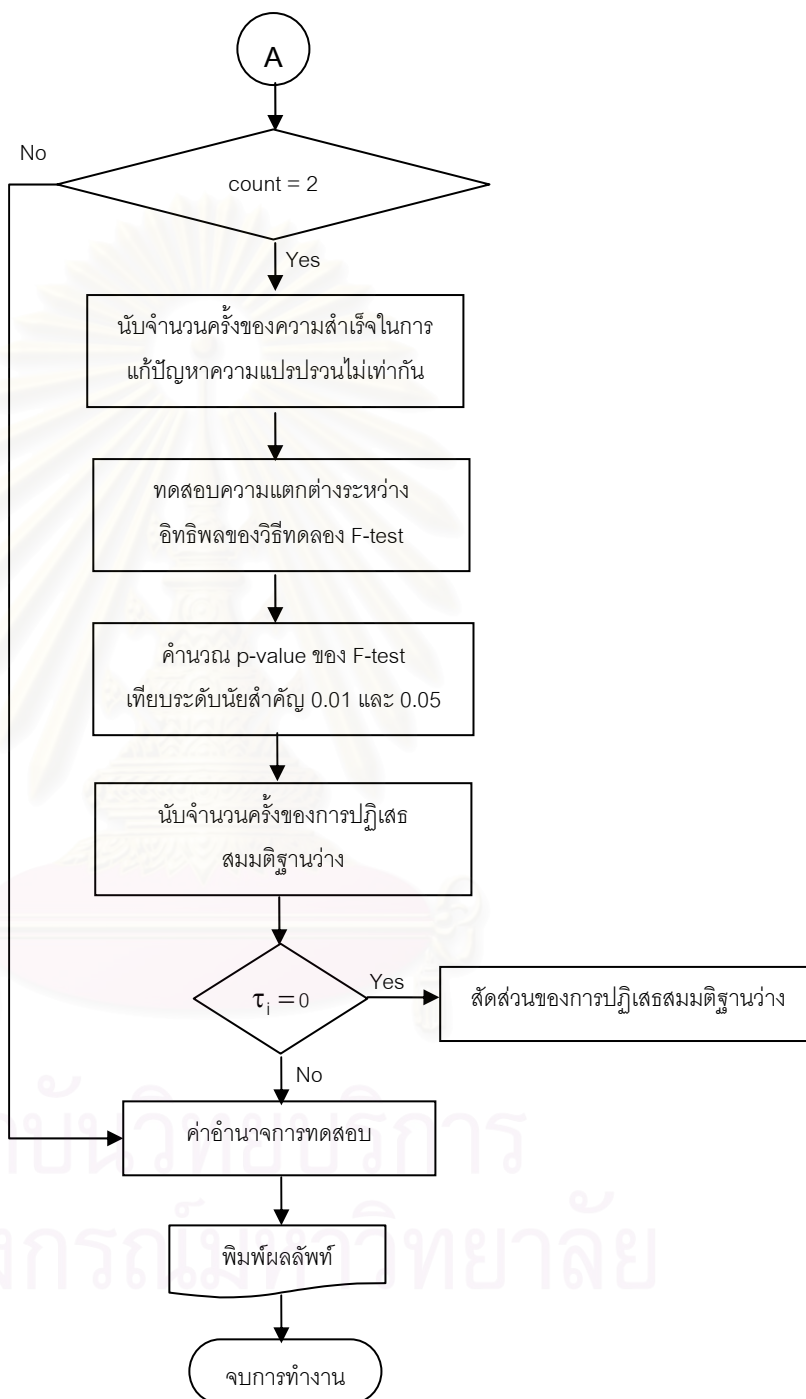 A
No
count = 2
Yes
นับจำนวนครั้งของความสำเร็จในการ
แก้ปัญหาความแปรปรวนไม่เท่ากัน
ทดสอบความแตกต่างระหว่าง
อิทธิพลของวิธีทดลอง F-test
คำนวณ p-value ของ F-test
เทียบระดับนัยสำคัญ 0.01 และ 0.05
นับจำนวนครั้งของการปฏิเสธ
สมมติฐานว่าง
τi = 0
Yes
สัดส่วนของการปฏิเสธสมมติฐานว่าง
No
ค่าอำนาจการทดสอบ
พิมพ์ผลลัพท์
จบการทำงาน